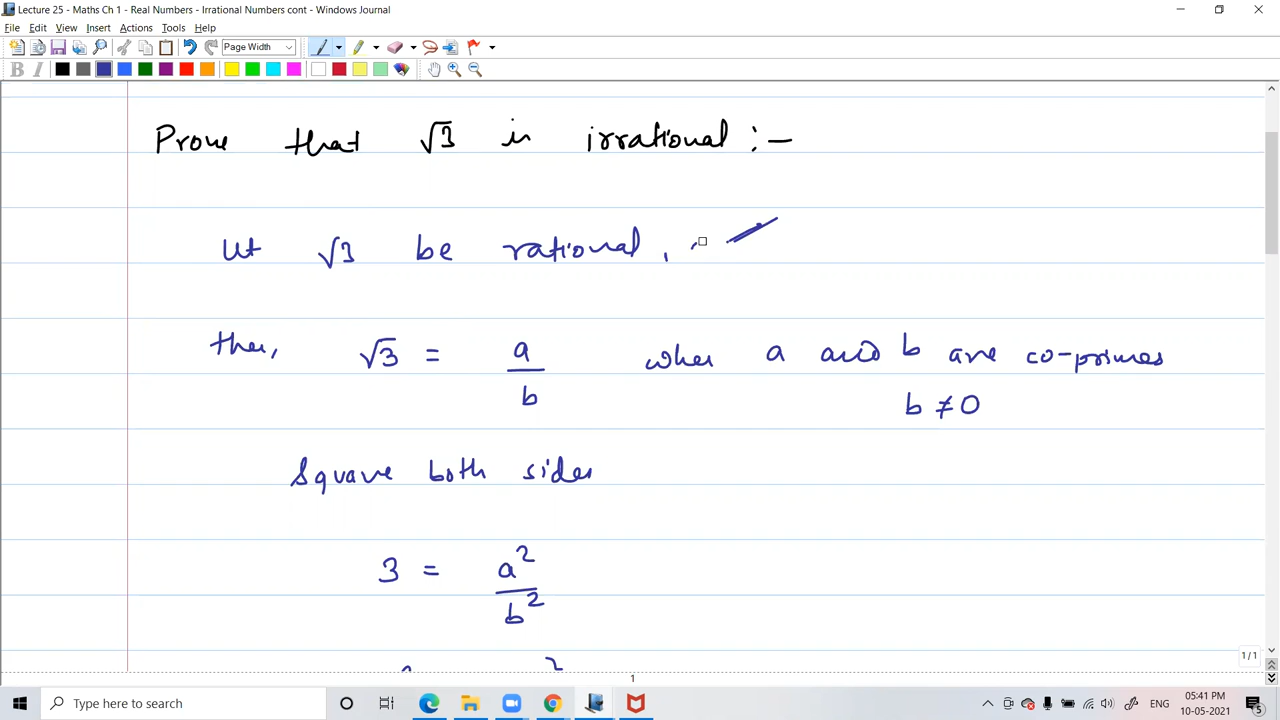 Lecture 25 - Maths Ch 1 - Real Numbers - Irrational Numbers cont - Windows Journal
File Edit View Insert Actions Tools Help
Page Width
B I
Prove that √3 is irrational :-
Let √3 be rational,
then, √3 = a/b where a and b are co-primes
b ≠ 0
Square both sides
3 = a²/b²
1/1
1
Type here to search
ENG
05:41 PM
10-05-2021
5